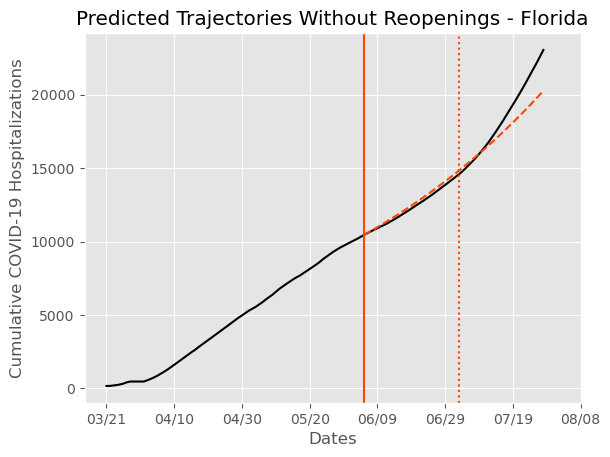 Predicted Trajectories Without Reopenings - Florida
Cumulative COVID-19 Hospitalizations
20000
15000
10000
5000
0
03/21 04/10 04/30 05/20 06/09 06/29 07/19 08/08
Dates